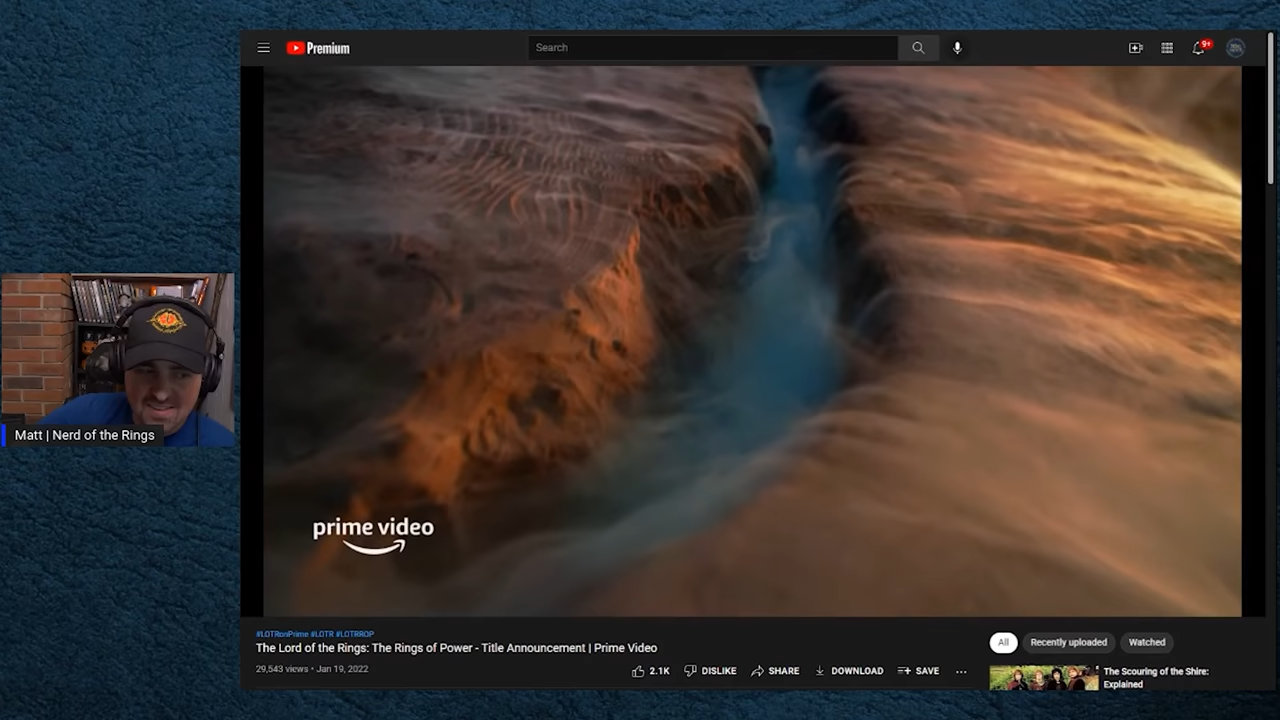 Premium
Search
9+
Matt | Nerd of the Rings
prime video
#LOTRonPrime #LOTR #LOTRROP
The Lord of the Rings: The Rings of Power - Title Announcement | Prime Video
29,543 views • Jan 19, 2022
2.1K
DISLIKE
SHARE
DOWNLOAD
SAVE
All
Recently uploaded
Watched
The Scouring of the Shire:
Explained